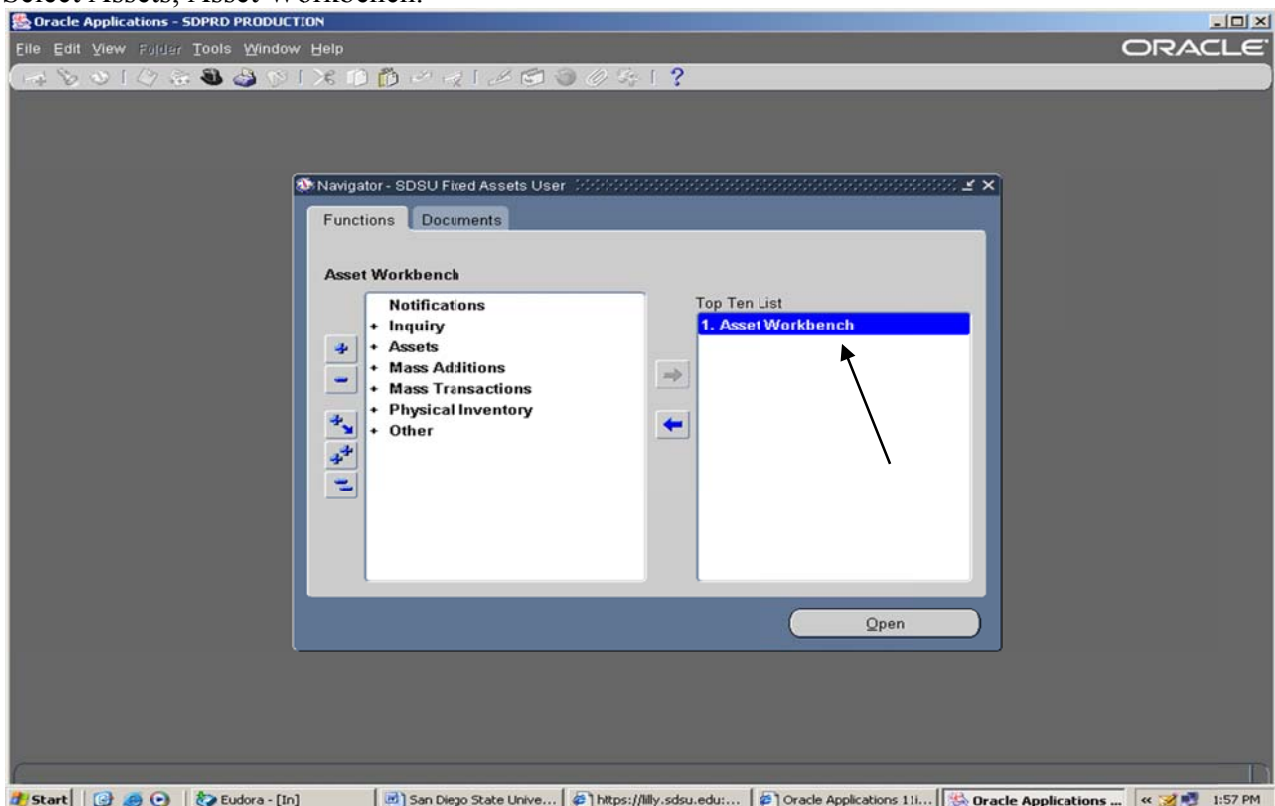 Select Assets, Asset Workbench.
Oracle Applications - SDPRD PRODUCTION
File Edit View Folder Tools Window Help
ORACLE
?
Navigator - SDSU Fixed Assets User
Functions Documents
Asset Workbench
Notifications
+ Inquiry
+ Assets
+ Mass Additions
+ Mass Transactions
+ Physical Inventory
+ Other
Top Ten List
1. Asset Workbench
Open
Start Eudora - [In] San Diego State Unive... https://lilly.sdsu.edu:... Oracle Applications 11i... Oracle Applications ... « 1:57 PM